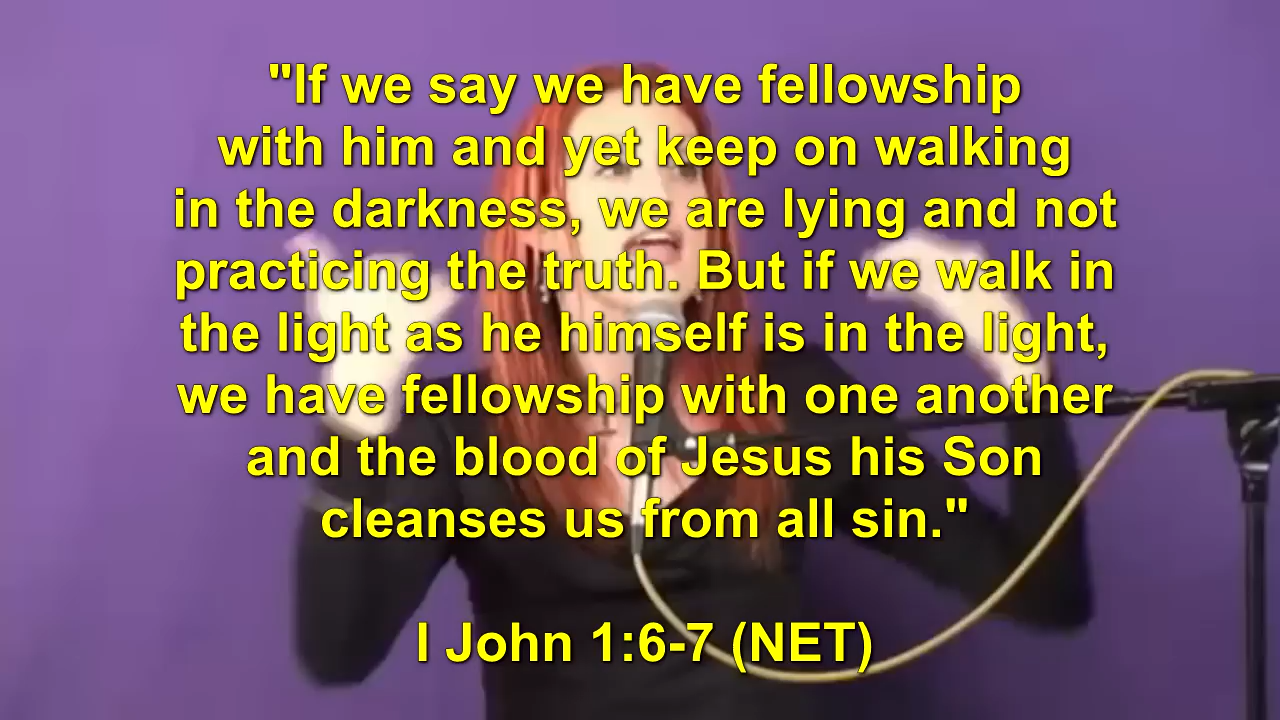 "If we say we have fellowship
with him and yet keep on walking
in the darkness, we are lying and not
practicing the truth. But if we walk in
the light as he himself is in the light,
we have fellowship with one another
and the blood of Jesus his Son
cleanses us from all sin."
I John 1:6-7 (NET)